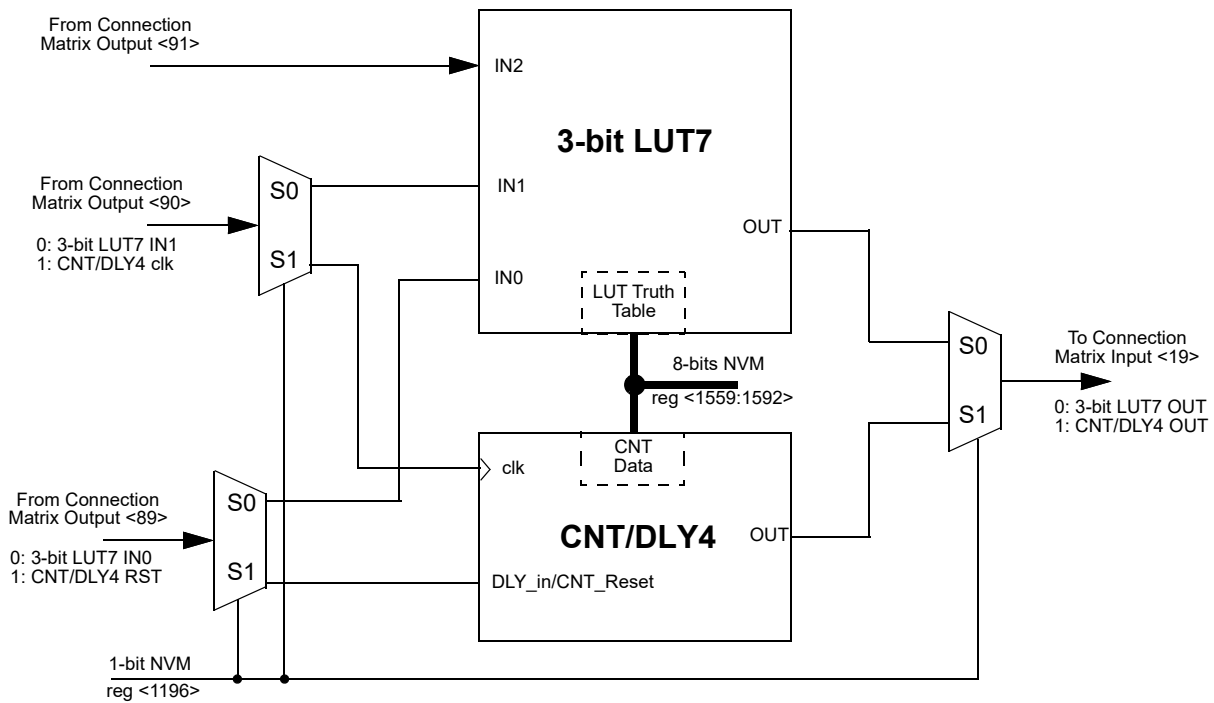 From Connection
Matrix Output <91>
IN2
3-bit LUT7
From Connection
Matrix Output <90>
0: 3-bit LUT7 IN1
1: CNT/DLY4 clk
S0
S1
IN1
IN0
OUT
LUT Truth
Table
8-bits NVM
reg <1559:1592>
S0
S1
To Connection
Matrix Input <19>
0: 3-bit LUT7 OUT
1: CNT/DLY4 OUT
CNT
Data
clk
From Connection
Matrix Output <89>
0: 3-bit LUT7 IN0
1: CNT/DLY4 RST
S0
S1
CNT/DLY4
OUT
DLY_in/CNT_Reset
1-bit NVM
reg <1196>